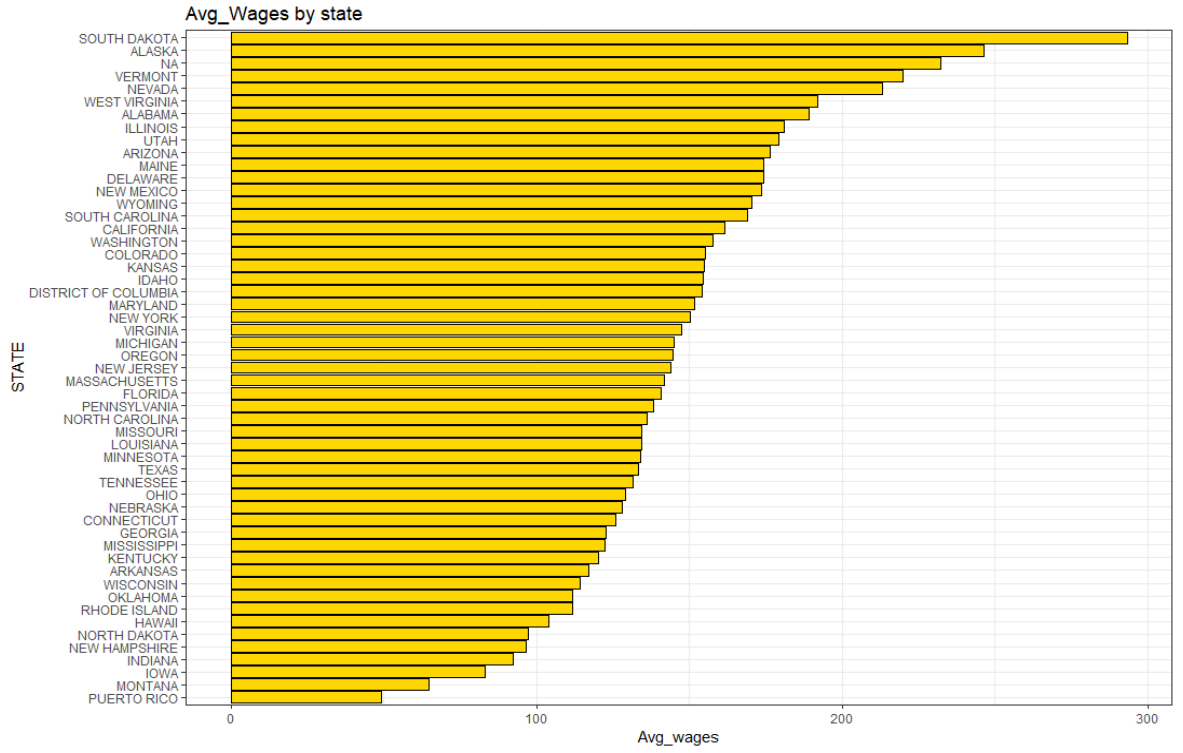 Avg_Wages by state
SOUTH DAKOTA
ALASKA
NA
VERMONT
NEVADA
WEST VIRGINIA
ALABAMA
ILLINOIS
UTAH
ARIZONA
MAINE
DELAWARE
NEW MEXICO
WYOMING
SOUTH CAROLINA
CALIFORNIA
WASHINGTON
COLORADO
KANSAS
IDAHO
DISTRICT OF COLUMBIA
MARYLAND
NEW YORK
VIRGINIA
MICHIGAN
OREGON
NEW JERSEY
MASSACHUSETTS
FLORIDA
PENNSYLVANIA
NORTH CAROLINA
MISSOURI
LOUISIANA
MINNESOTA
TEXAS
TENNESSEE
OHIO
NEBRASKA
CONNECTICUT
GEORGIA
MISSISSIPPI
KENTUCKY
ARKANSAS
WISCONSIN
OKLAHOMA
RHODE ISLAND
HAWAII
NORTH DAKOTA
NEW HAMPSHIRE
INDIANA
IOWA
MONTANA
PUERTO RICO
STATE
0 100 200 300
Avg_wages